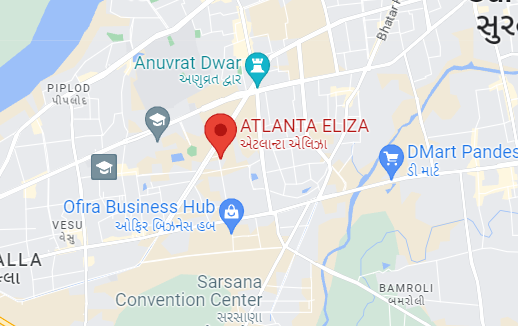 સુર
Bhatar
Anuvrat Dwar
અણુવ્રત દ્વાર
PIPLOD
પીપલોદ
ATLANTA ELIZA
એટલાન્ટા એલિઝા
DMart Pandes
ડી માર્ટ
Ofira Business Hub
ઓફિર બિઝનેસ હબ
VESU
વેસુ
ALLA
લ્લા
Sarsana
Convention Center
સરસાણા
BAMROLI
બમરોલી